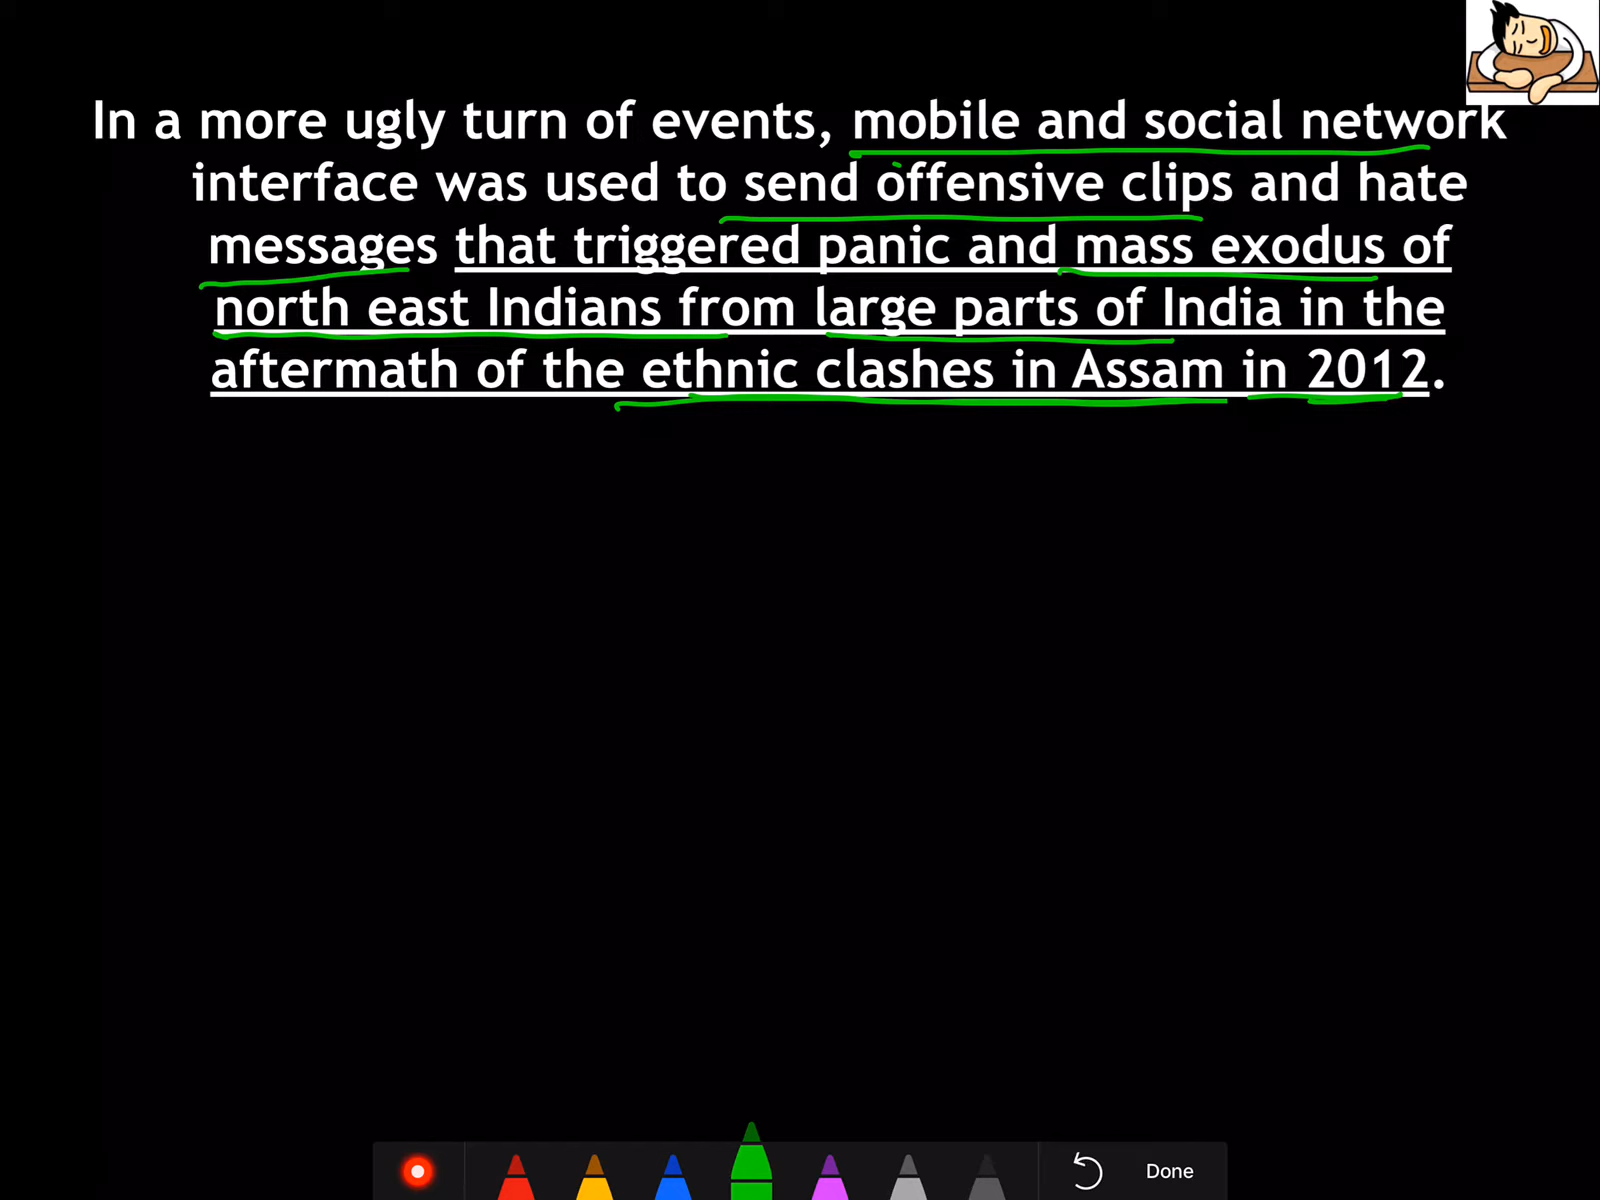 In a more ugly turn of events, mobile and social network
interface was used to send offensive clips and hate
messages that triggered panic and mass exodus of
north east Indians from large parts of India in the
aftermath of the ethnic clashes in Assam in 2012.
Done